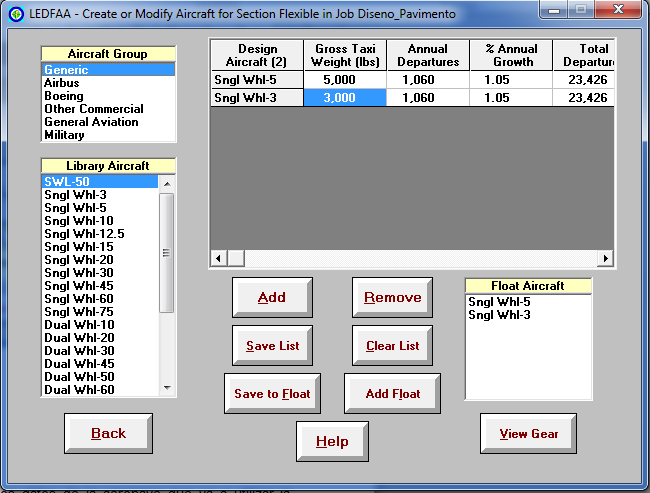 LEDFAA - Create or Modify Aircraft for Section Flexible in Job Diseno_Pavimento
Aircraft Group
Generic
Airbus
Boeing
Other Commercial
General Aviation
Military
Library Aircraft
SWL-50
Sngl Whl-3
Sngl Whl-5
Sngl Whl-10
Sngl Whl-12.5
Sngl Whl-15
Sngl Whl-20
Sngl Whl-30
Sngl Whl-45
Sngl Whl-60
Sngl Whl-75
Dual Whl-10
Dual Whl-20
Dual Whl-30
Dual Whl-45
Dual Whl-50
Dual Whl-60
Design Aircraft (2) Gross Taxi Weight (lbs) Annual Departures % Annual Growth Total Departure
Sngl Whl-5 5,000 1,060 1.05 23,426
Sngl Whl-3 3,000 1,060 1.05 23,426
Add
Remove
Save List
Clear List
Save to Float
Add Float
Float Aircraft
Sngl Whl-5
Sngl Whl-3
Back
Help
View Gear